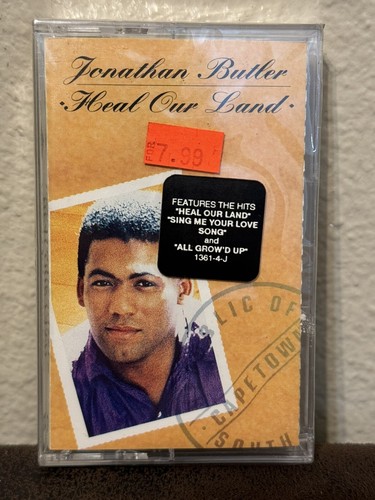 Jonathan Butler
·Heal Our Land·
7.99
FEATURES THE HITS
"HEAL OUR LAND"
"SING ME YOUR LOVE
SONG"
and
"ALL GROW'D UP"
1361-4-J
LIC OF
CAPETOWN
SOUTH